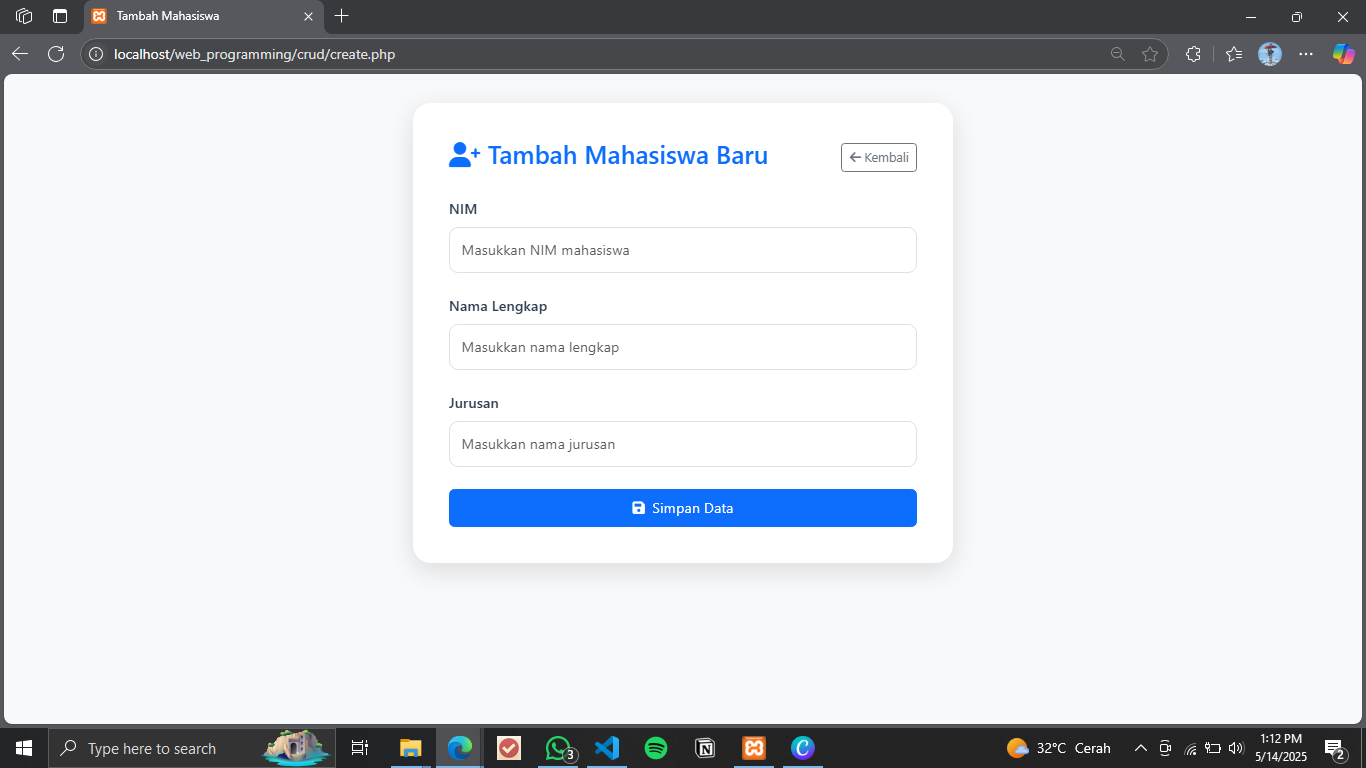 Tambah Mahasiswa
localhost/web_programming/crud/create.php
Tambah Mahasiswa Baru
Kembali
NIM
Masukkan NIM mahasiswa
Nama Lengkap
Masukkan nama lengkap
Jurusan
Masukkan nama jurusan
Simpan Data
Type here to search
3
32°C Cerah
1:12 PM
5/14/2025
2